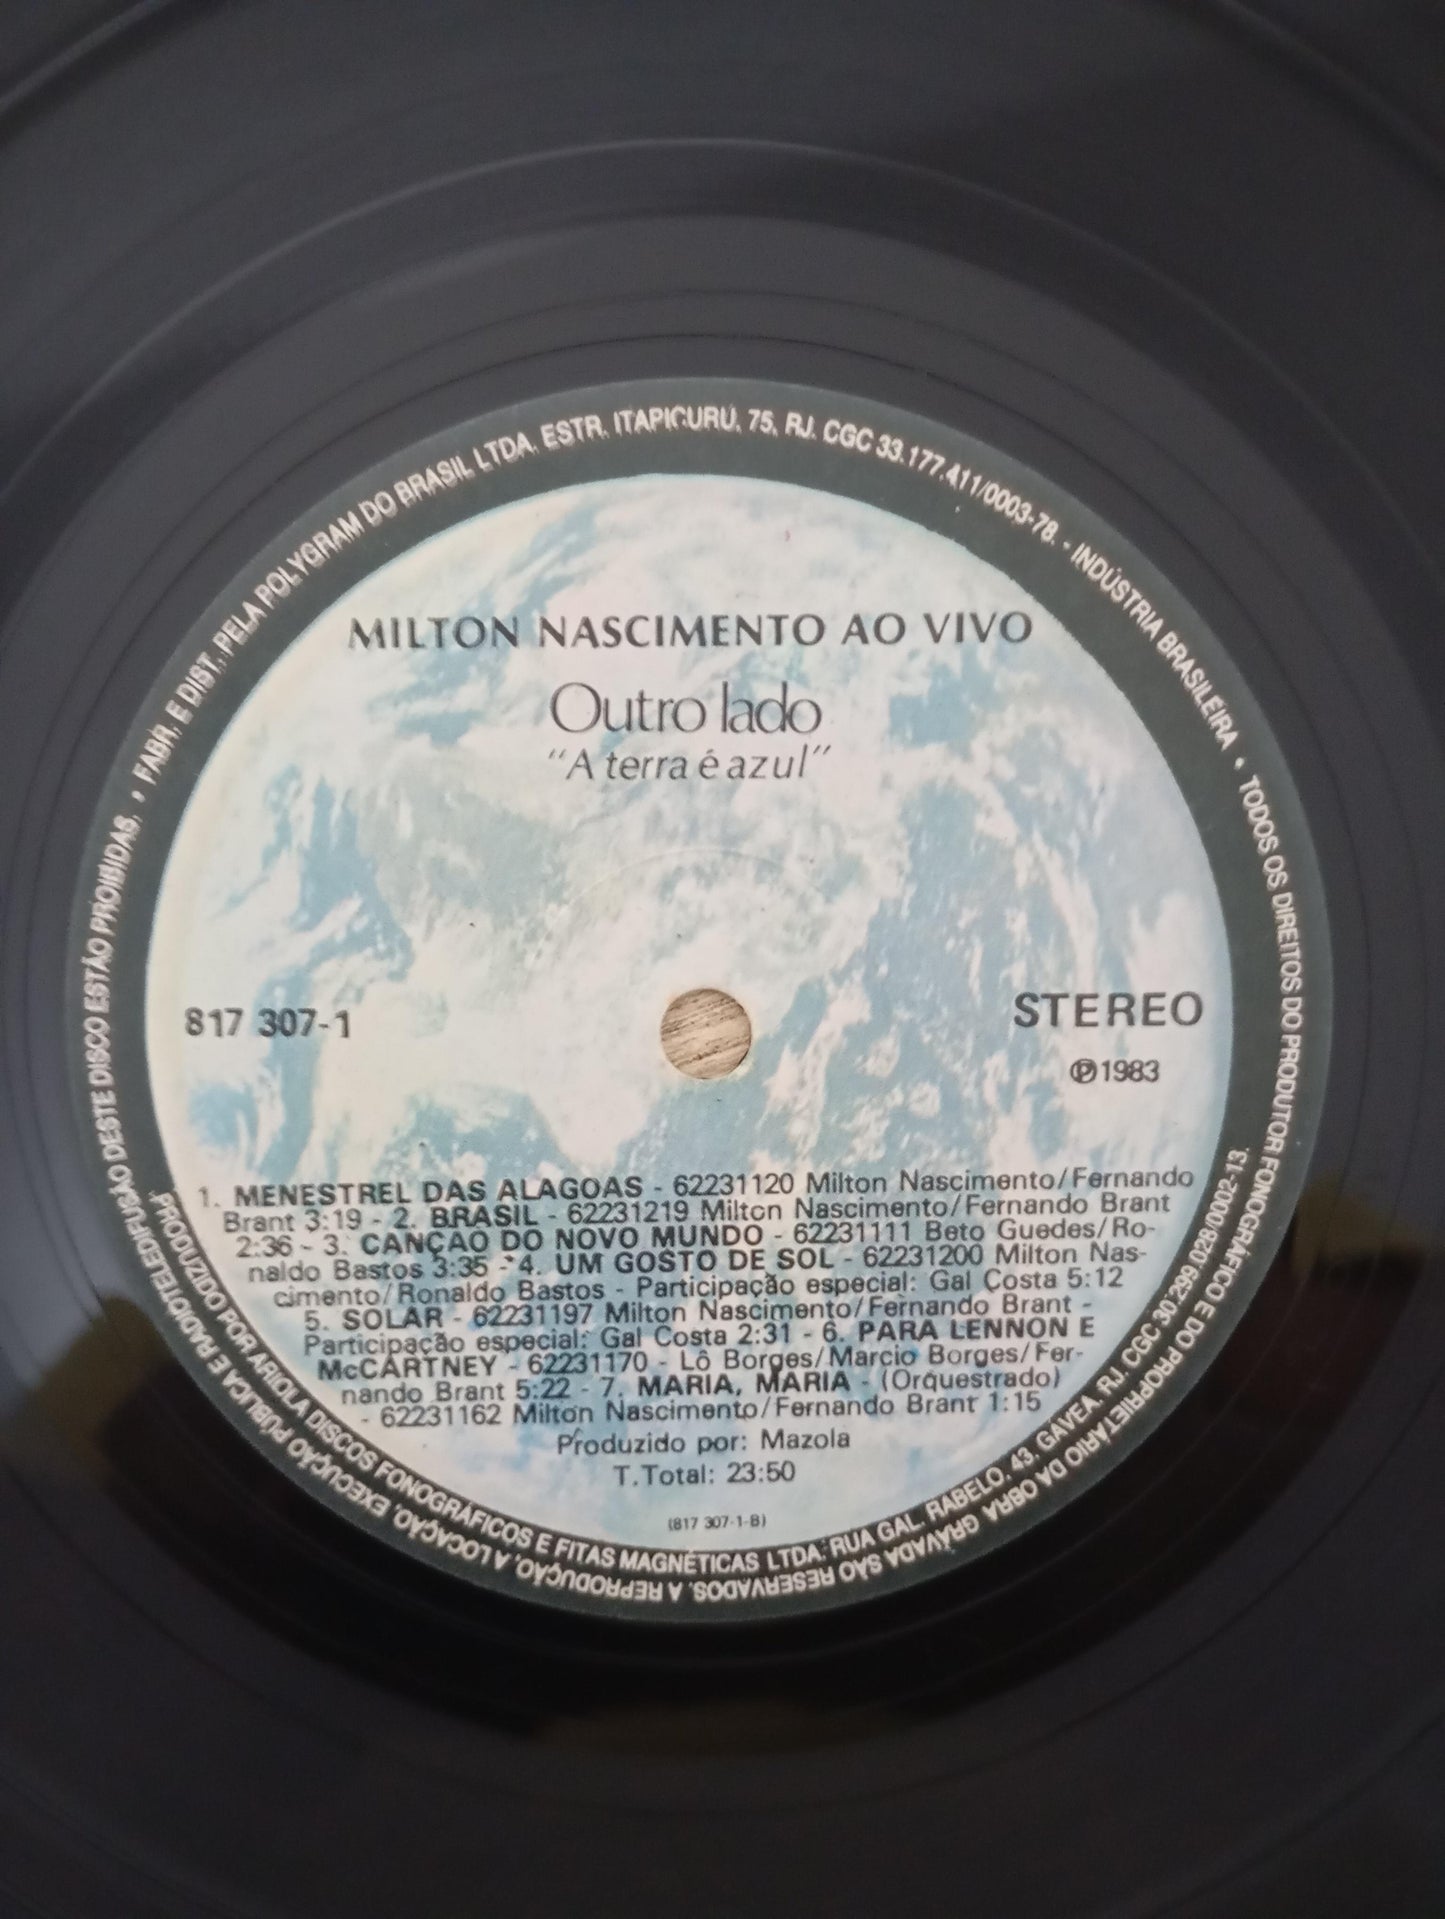 MILTON NASCIMENTO AO VIVO
Outro lado
"A terra é azul"
817 307-1
STEREO
℗1983
1. MENESTREL DAS ALAGOAS - 62231120 Milton Nascimento/Fernando
Brant 3:19 - 2. BRASIL - 62231219 Milton Nascimento/Fernando Brant
2:36 - 3. CANÇAO DO NOVO MUNDO - 62231111 Beto Guedes/Ro-
naldo Bastos 3:35 - 4. UM GOSTO DE SOL - 62231200 Milton Nas-
cimento/Ronaldo Bastos - Participação especial: Gal Costa 5:12
5. SOLAR - 62231197 Milton Nascimento/Fernando Brant -
Participação especial: Gal Costa 2:31 - 6. PARA LENNON E
McCARTNEY - 62231170 - Lô Borges/Marcio Borges/Fer-
nando Brant 5:22 - 7. MARIA, MARIA - (Orquestrado)
- 62231162 Milton Nascimento/Fernando Brant 1:15
Produzido por: Mazola
T.Total: 23:50
(817 307-1-B)
PRODUZIDO POR ARIOLA DISCOS FONOGRÁFICOS E FITAS MAGNÉTICAS LTDA. RUA GAL. RABELO, 43, GÁVEA, RJ. CGC 30.299.028/0002-13.
• FABR. E DIST. PELA POLYGRAM DO BRASIL LTDA. ESTR. ITAPICURU, 75, RJ. CGC 33.177.411/0003-78. - INDÚSTRIA BRASILEIRA • TODOS OS DIREITOS DO PRODUTOR FONOGRÁFICO E DO PROPRIETÁRIO DA OBRA GRAVADA SÃO RESERVADOS. A REPRODUÇÃO, A LOCAÇÃO, EXECUÇÃO PÚBLICA E RADIOTELEDIFUSÃO DESTE DISCO ESTÃO PROIBIDAS.